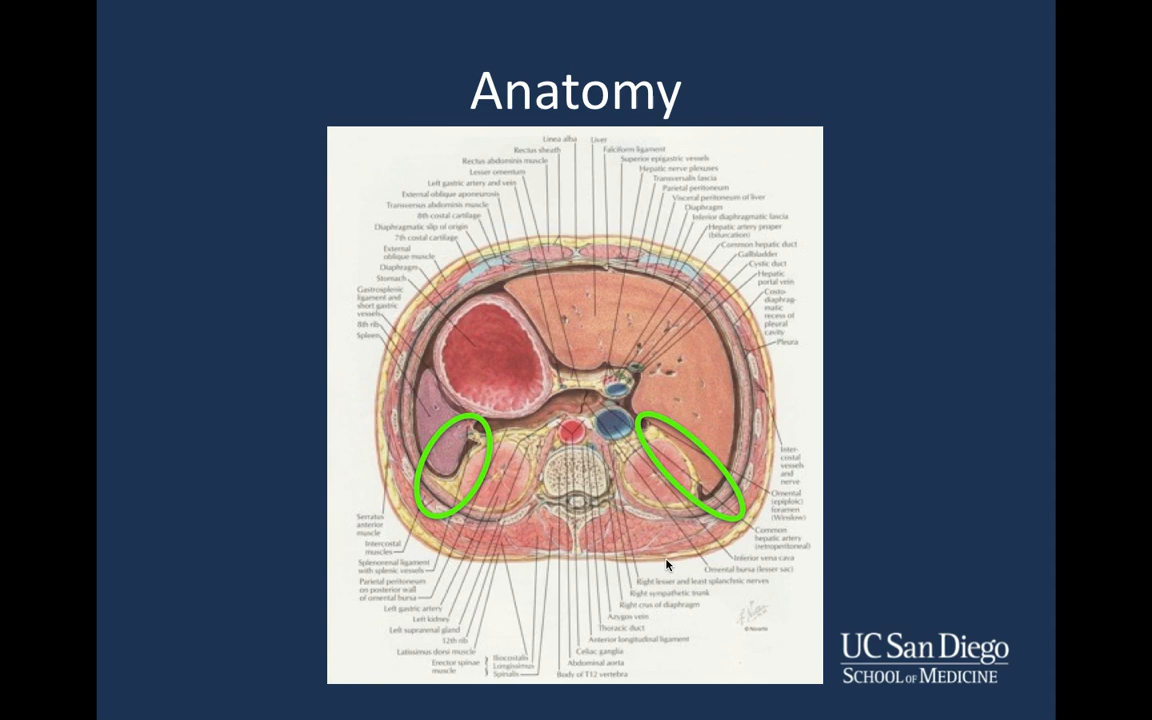 Anatomy
Linea alba
Liver
Rectus sheath
Falciform ligament
Rectus abdominis muscle
Superior epigastric vessels
Lesser omentum
Hepatic nerve plexuses
Left gastric artery and vein
Transversalis fascia
External oblique aponeurosis
Parietal peritoneum
Transversus abdominis muscle
Visceral peritoneum of liver
8th costal cartilage
Diaphragm
Diaphragmatic slip of origin
Inferior diaphragmatic fascia
7th costal cartilage
Hepatic artery proper
(bifurcation)
External
oblique muscle
Common hepatic duct
Gallbladder
Diaphragm
Cystic duct
Stomach
Hepatic
portal vein
Gastrosplenic
ligament and
short gastric
vessels
Costo-
diaphrag-
matic
recess of
pleural
cavity
8th rib
Spleen
Pleura
Inter-
costal
vessels
and
nerve
Omental
(epiploic)
foramen
(Winslow)
Serratus
anterior
muscle
Common
hepatic artery
(retroperitoneal)
Intercostal
muscles
Inferior vena cava
Splenorenal ligament
with splenic vessels
Omental bursa (lesser sac)
Parietal peritoneum
on posterior wall
of omental bursa
Right lesser and least splanchnic nerves
Right sympathetic trunk
Left gastric artery
Right crus of diaphragm
Left kidney
Azygos vein
Left suprarenal gland
Thoracic duct
12th rib
Anterior longitudinal ligament
Latissimus dorsi muscle
Celiac ganglia
Erector spinae
muscle
Iliocostalis
Longissimus
Spinalis
Abdominal aorta
Body of T12 vertebra
UC San Diego
SCHOOL OF MEDICINE